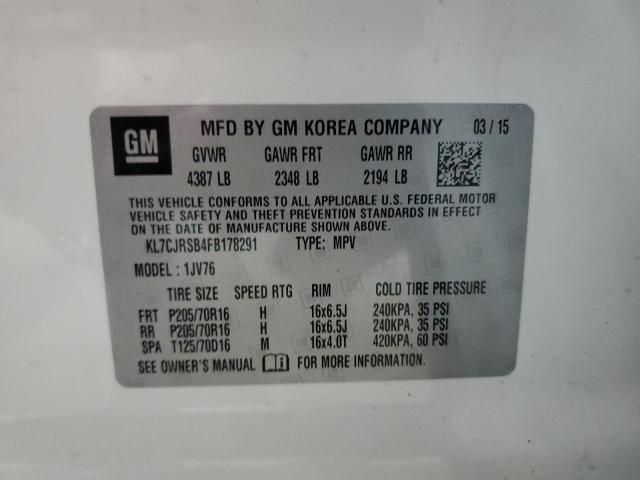 GM MFD BY GM KOREA COMPANY 03/15
GVWR GAWR FRT GAWR RR
4387 LB 2348 LB 2194 LB
THIS VEHICLE CONFORMS TO ALL APPLICABLE U.S. FEDERAL MOTOR
VEHICLE SAFETY AND THEFT PREVENTION STANDARDS IN EFFECT
ON THE DATE OF MANUFACTURE SHOWN ABOVE.
KL7CJRSB4FB178291 TYPE: MPV
MODEL : 1JV76
TIRE SIZE SPEED RTG RIM COLD TIRE PRESSURE
FRT P205/70R16 H 16x6.5J 240KPA, 35 PSI
RR P205/70R16 H 16x6.5J 240KPA, 35 PSI
SPA T125/70D16 M 16x4.0T 420KPA, 60 PSI
SEE OWNER'S MANUAL FOR MORE INFORMATION.